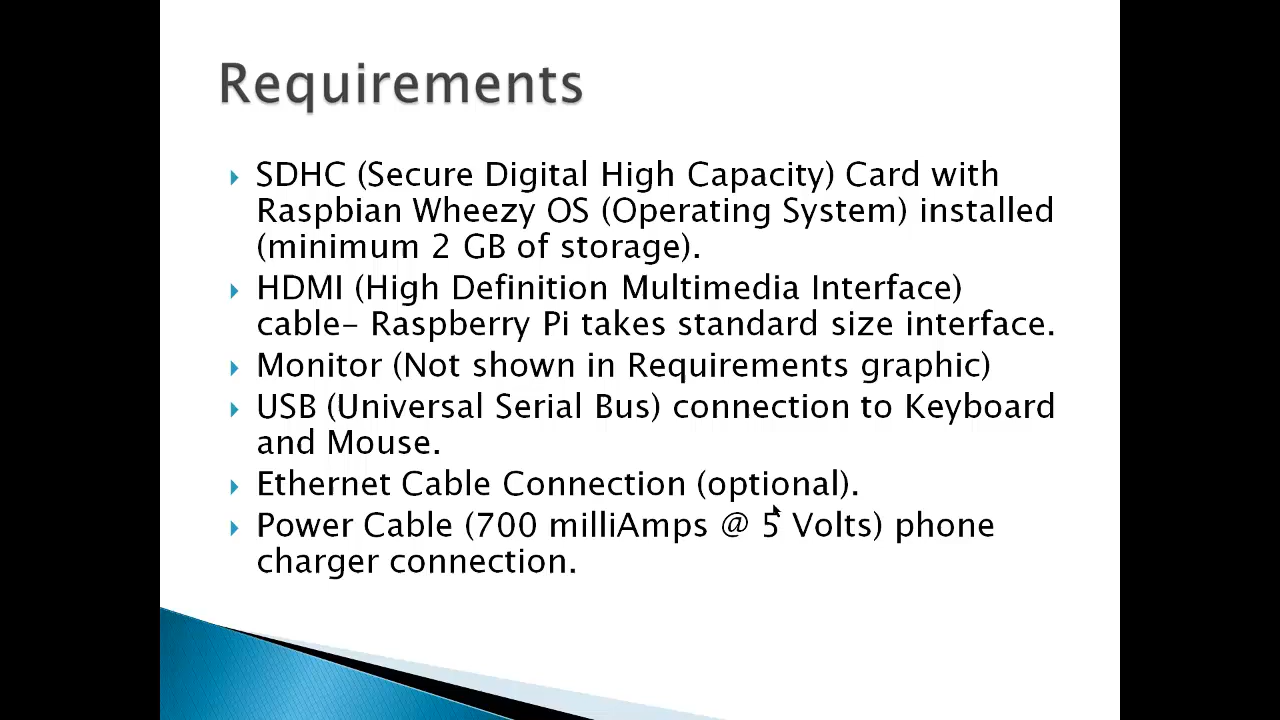 Requirements
SDHC (Secure Digital High Capacity) Card with
Raspbian Wheezy OS (Operating System) installed
(minimum 2 GB of storage).
HDMI (High Definition Multimedia Interface)
cable- Raspberry Pi takes standard size interface.
Monitor (Not shown in Requirements graphic)
USB (Universal Serial Bus) connection to Keyboard
and Mouse.
Ethernet Cable Connection (optional).
Power Cable (700 milliAmps @ 5 Volts) phone
charger connection.